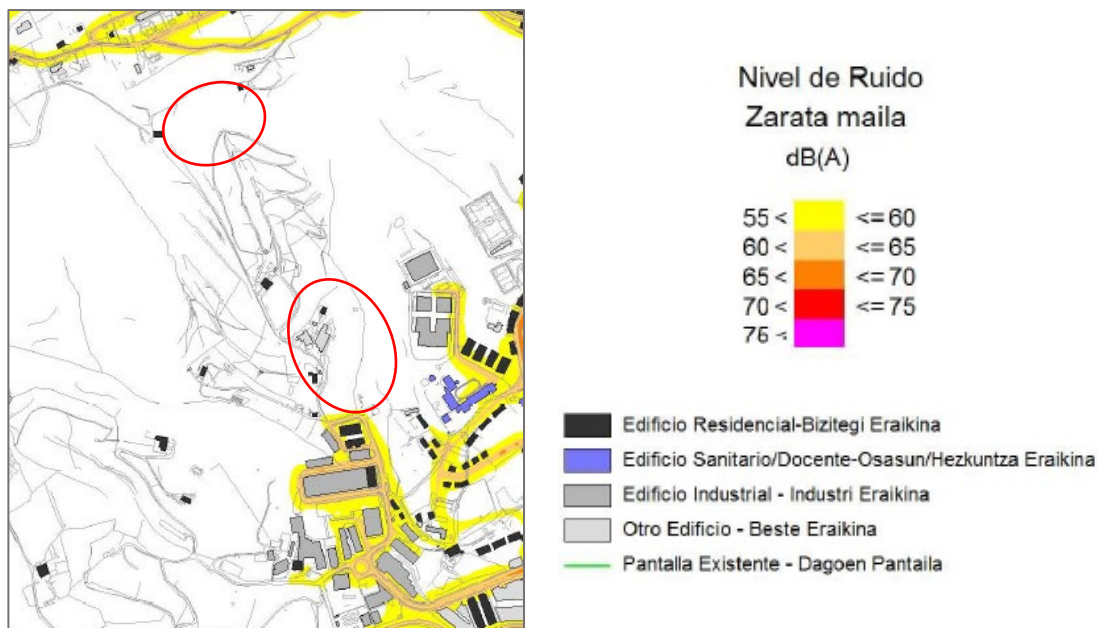 Nivel de Ruido
Zarata maila
dB(A)
55 < <= 60
60 < <= 65
65 < <= 70
70 < <= 75
76 <
Edificio Residencial-Bizitegi Eraikina
Edificio Sanitario/Docente-Osasun/Hezkuntza Eraikina
Edificio Industrial - Industri Eraikina
Otro Edificio - Beste Eraikina
Pantalla Existente - Dagoen Pantaila